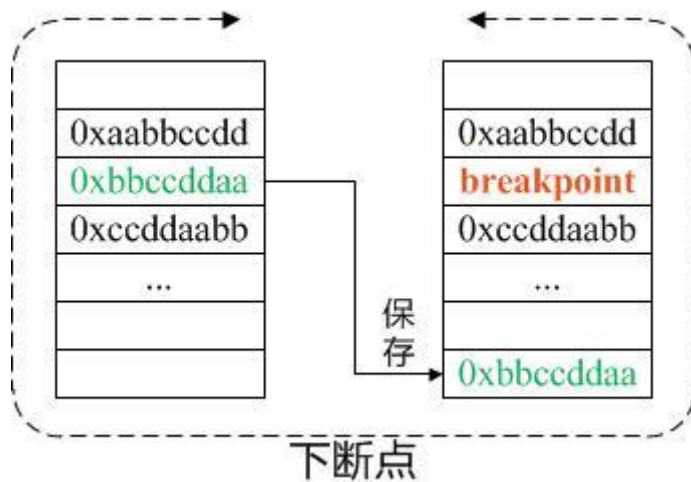 0xaabbccdd
0xbbccddaa
0xccddaabb
...
0xaabbccdd
breakpoint
0xccddaabb
...
0xbbccddaa
保存
下断点